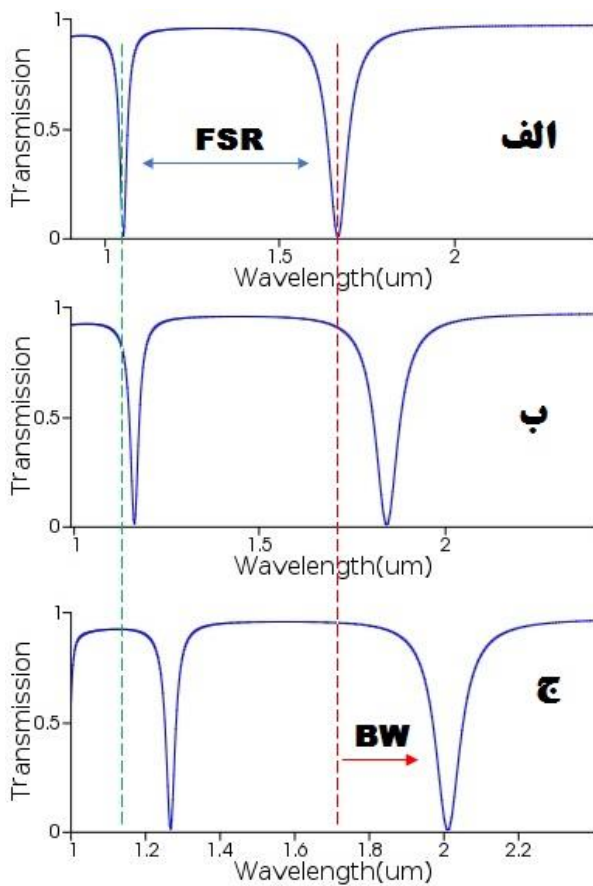 1
Transmission
0.5
FSR
الف
0
1
1.5
2
Wavelength(um)
1
Transmission
0.5
ب
0
1
1.5
2
Wavelength(um)
1
Transmission
0.5
ج
BW
0
1
1.2
1.4
1.6
1.8
2
2.2
Wavelength(um)